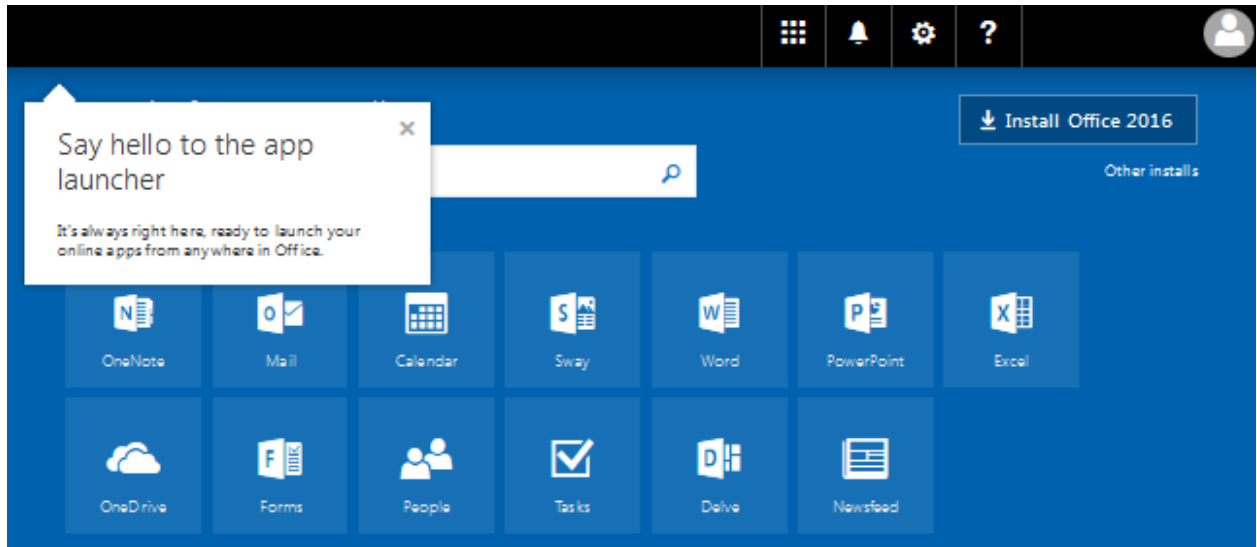 ?
Install Office 2016
Other installs
Say hello to the app
launcher
It's always right here, ready to launch your
online apps from anywhere in Office.
N
OneNote
O
Mail
Calendar
S
Sway
W
Word
P
PowerPoint
X
Excel
OneDrive
F
Forms
People
Tasks
D
Delve
Newsfeed